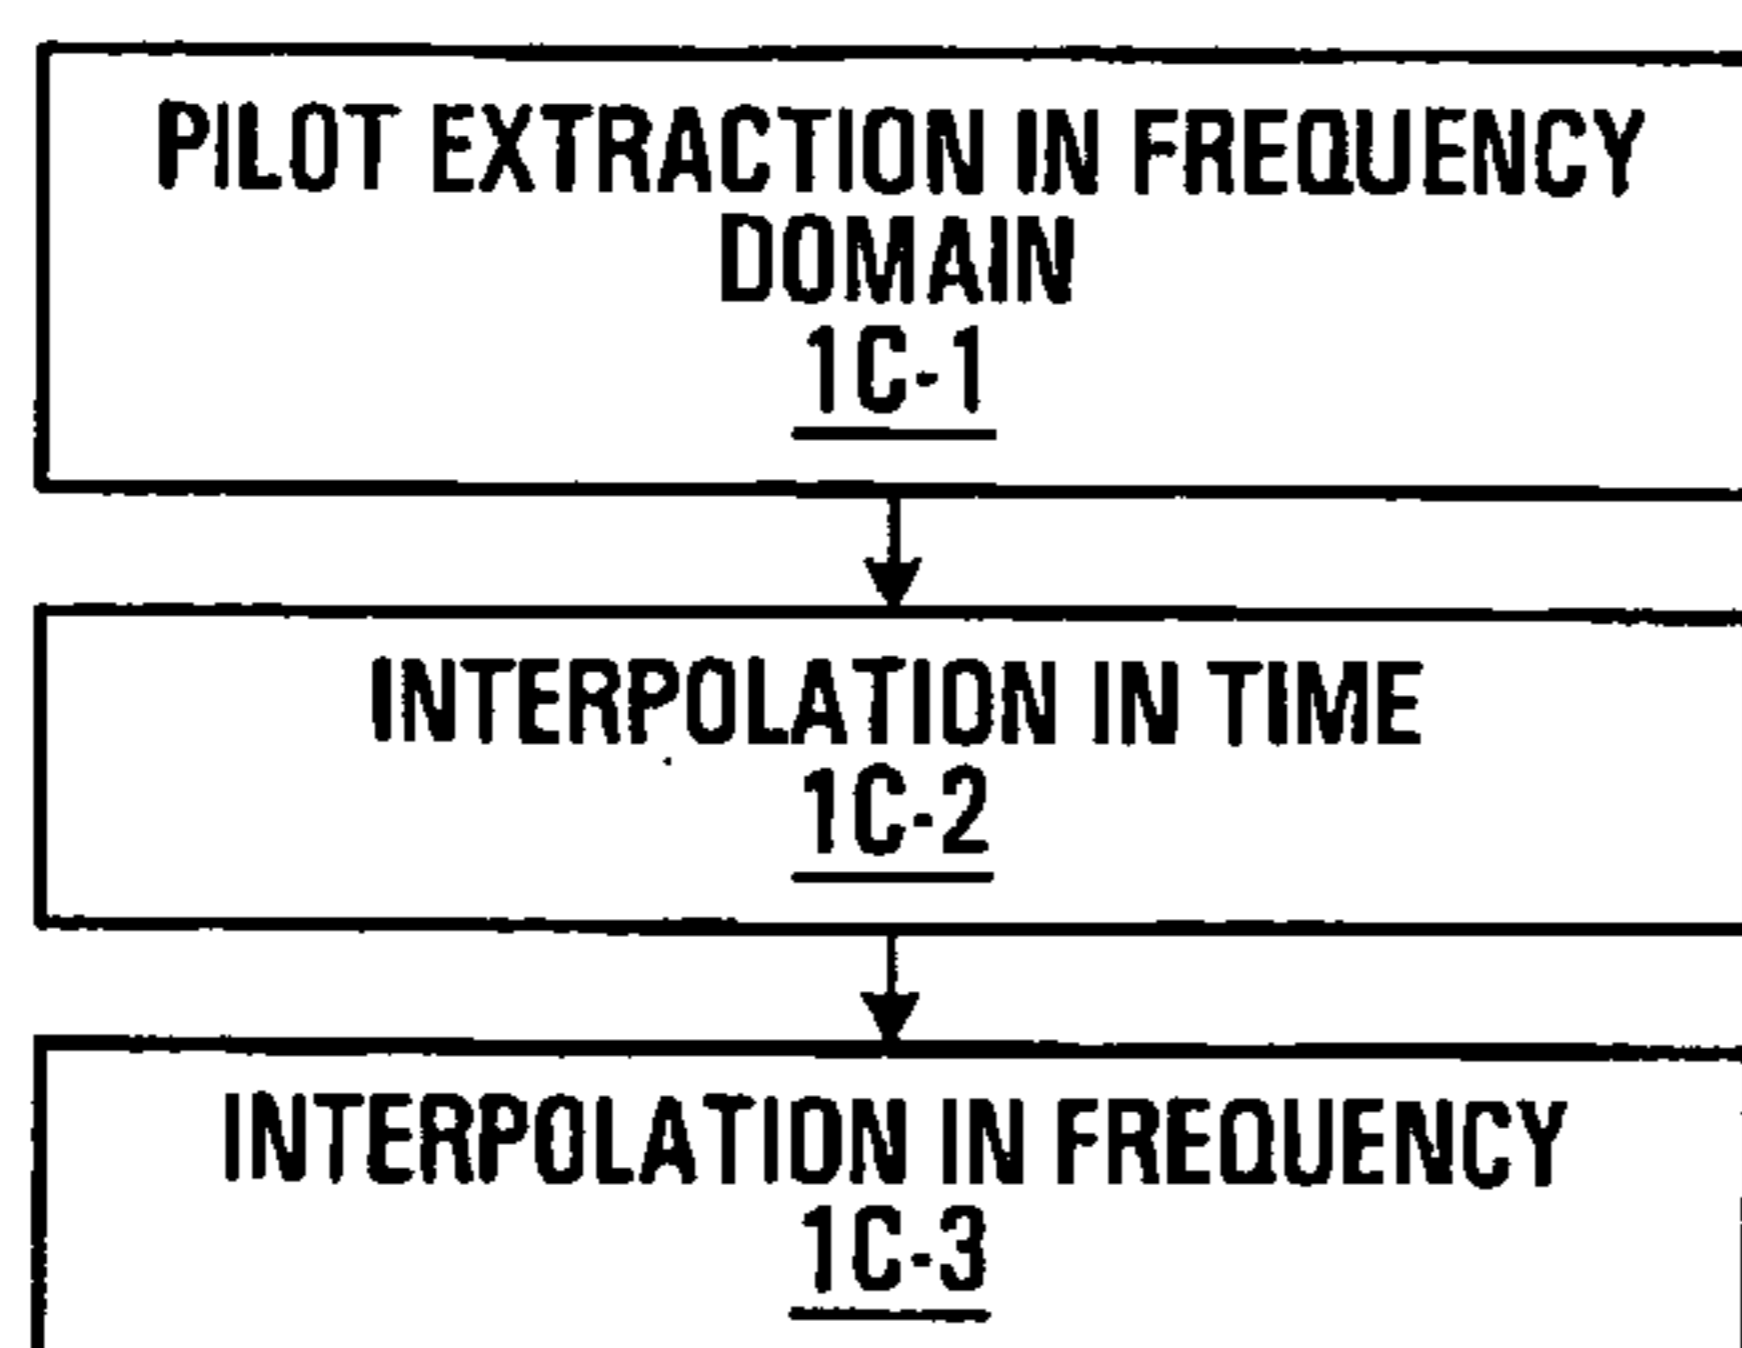 PILOT EXTRACTION IN FREQUENCY
DOMAIN
1C-1
INTERPOLATION IN TIME
1C-2
INTERPOLATION IN FREQUENCY
1C-3